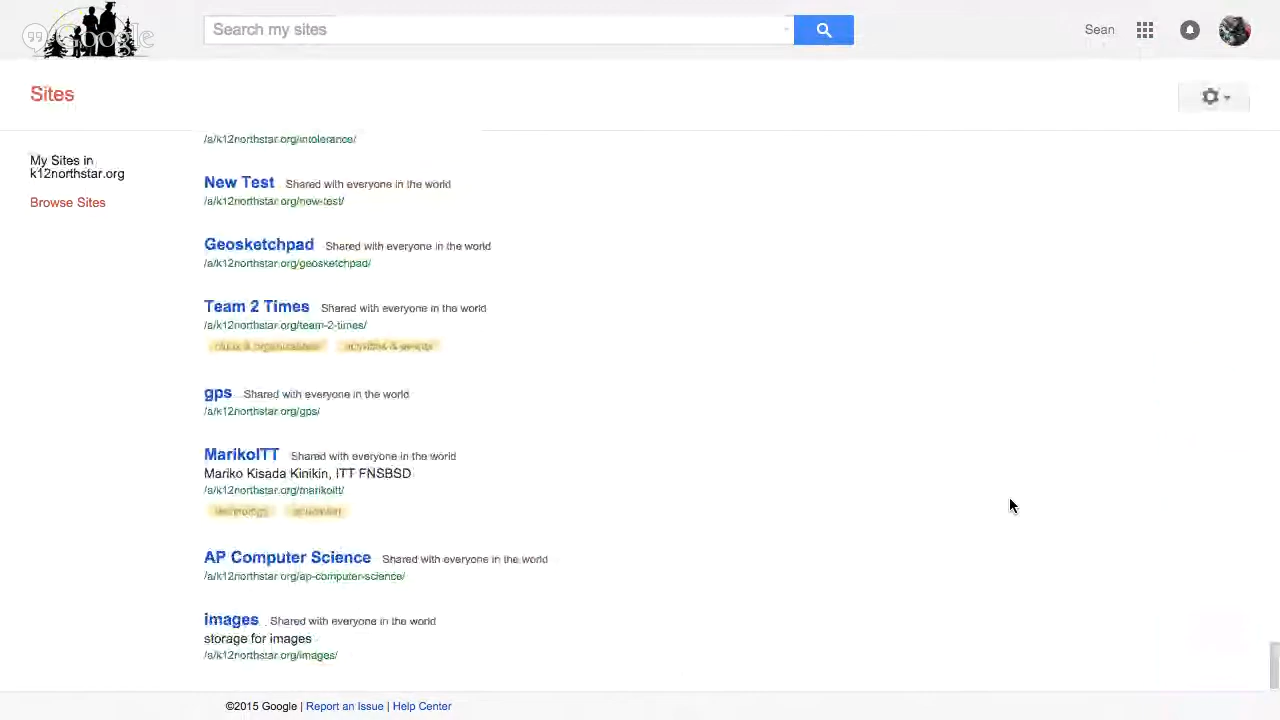 Google
Search my sites
Sean
Sites
My Sites in
k12northstar.org
Browse Sites
/a/k12northstar.org/intolerance/
New Test Shared with everyone in the world
/a/k12northstar.org/new-test/
Geosketchpad Shared with everyone in the world
/a/k12northstar.org/geosketchpad/
Team 2 Times Shared with everyone in the world
/a/k12northstar.org/team-2-times/
gps Shared with everyone in the world
/a/k12northstar.org/gps/
MarikoITT Shared with everyone in the world
Mariko Kisada Kinikin, ITT FNSBSD
/a/k12northstar.org/marikoitt/
technology education
AP Computer Science Shared with everyone in the world
/a/k12northstar.org/ap-computer-science/
images Shared with everyone in the world
storage for images
/a/k12northstar.org/images/
©2015 Google | Report an Issue | Help Center